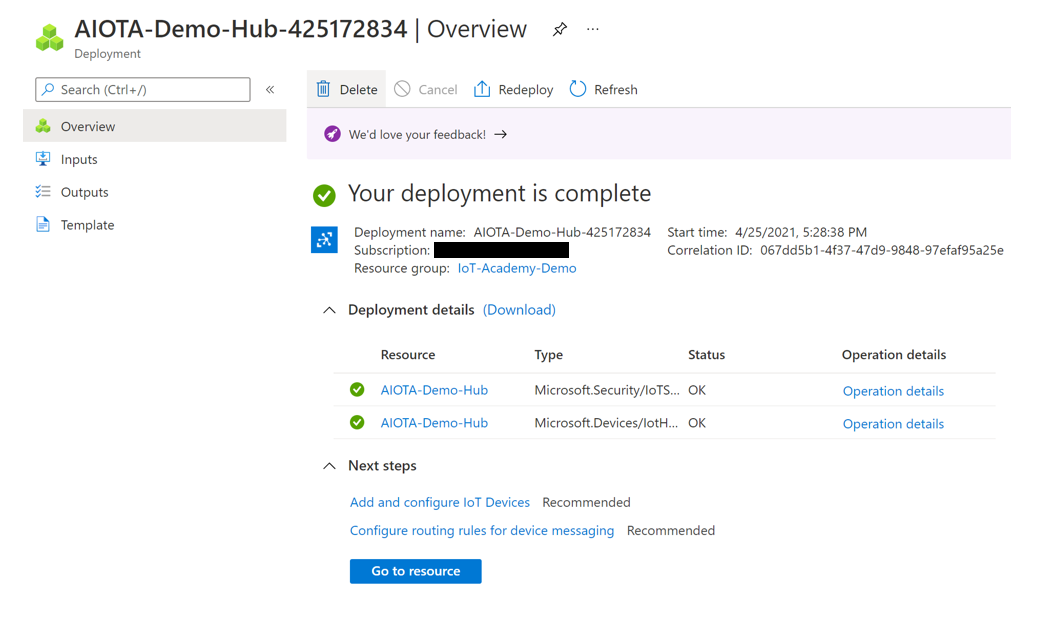 AIOTA-Demo-Hub-425172834 | Overview ...
Deployment
Search (Ctrl+/) «
Overview
Inputs
Outputs
Template
Delete Cancel Redeploy Refresh
We'd love your feedback! →
Your deployment is complete
Deployment name: AIOTA-Demo-Hub-425172834 Start time: 4/25/2021, 5:28:38 PM
Subscription: Correlation ID: 067dd5b1-4f37-47d9-9848-97efaf95a25e
Resource group: IoT-Academy-Demo
Deployment details (Download)
Resource Type Status Operation details
AIOTA-Demo-Hub Microsoft.Security/IoTS... OK Operation details
AIOTA-Demo-Hub Microsoft.Devices/IotH... OK Operation details
Next steps
Add and configure IoT Devices Recommended
Configure routing rules for device messaging Recommended
Go to resource